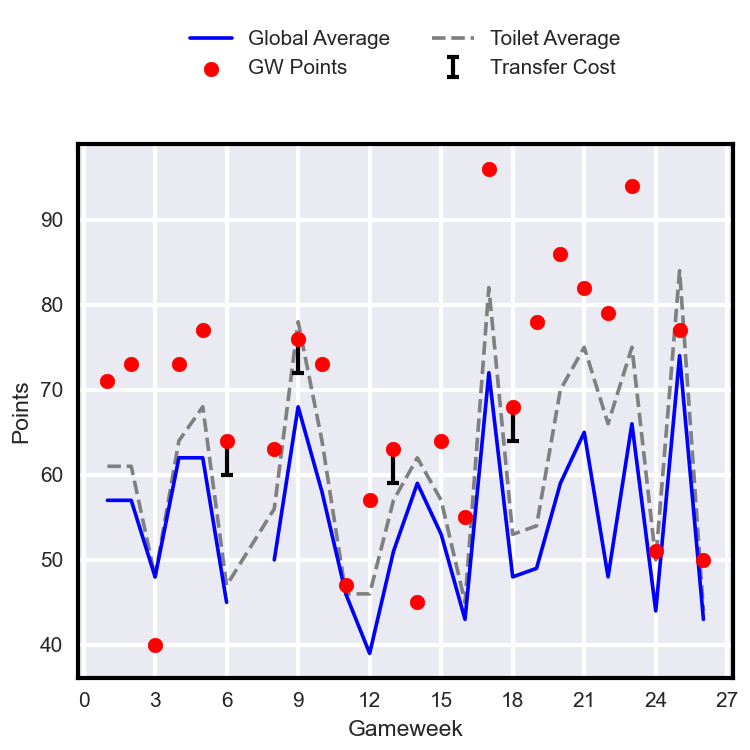 Global Average
Toilet Average
GW Points
Transfer Cost
90
80
70
60
50
40
Points
0 3 6 9 12 15 18 21 24 27
Gameweek